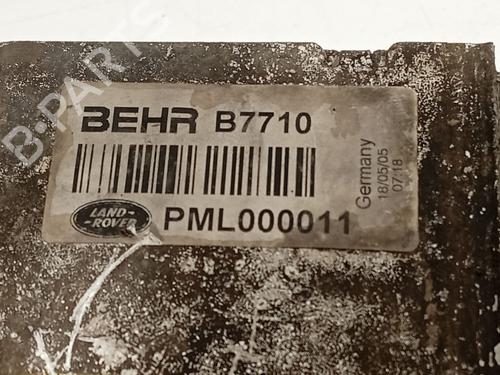 BEHR B7710
LAND-
-ROVER
PML000011
Germany
18/05/05
07:18
B-PARTS